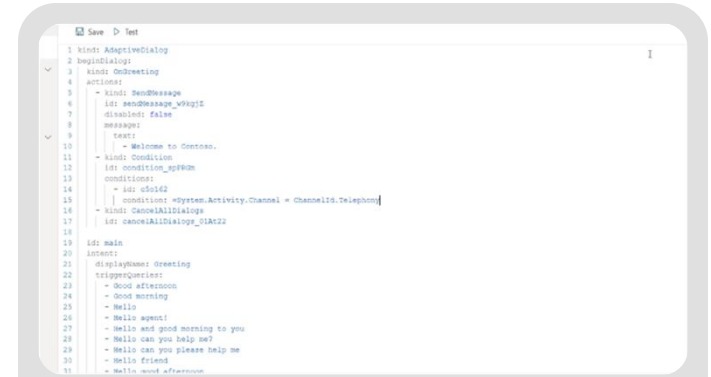 Save Test
1 kind: AdaptiveDialog
2 beginDialog:
3 kind: OnGreeting
4 actions:
5 - kind: SendMessage
6 id: sendMessage_w9kgjZ
7 disabled: false
8 message:
9 text:
10 - Welcome to Contoso.
11 - kind: Condition
12 id:
13 conditions:
14 - id:
15 condition: =System.Activity.Channel = ChannelId.Telephony
16 - kind: CancelAllDialogs
17 id: cancelAllDialogs_01At22
18
19 id: main
20 intent:
21 displayName: Greeting
22 triggerQueries:
23 - Good afternoon
24 - Good morning
25 - Hello
26 - Hello agent!
27 - Hello and good morning to you
28 - Hello can you help me?
29 - Hello can you please help me
30 - Hello friend
31 - Hello good afternoon